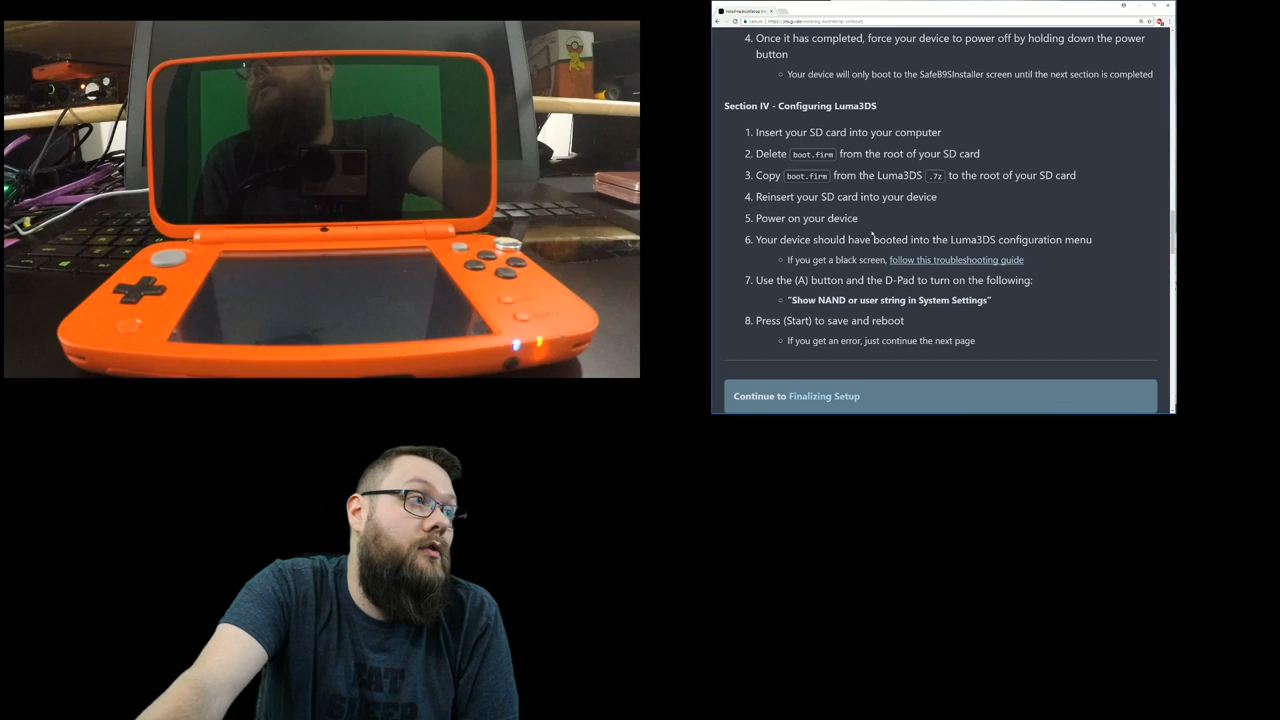 4. Once it has completed, force your device to power off by holding down the power
button
Your device will only boot to the SafeB9SInstaller screen until the next section is completed
Section IV - Configuring Luma3DS
1. Insert your SD card into your computer
2. Delete boot.firm from the root of your SD card
3. Copy boot.firm from the Luma3DS .7z to the root of your SD card
4. Reinsert your SD card into your device
5. Power on your device
6. Your device should have booted into the Luma3DS configuration menu
If you get a black screen, follow this troubleshooting guide
7. Use the (A) button and the D-Pad to turn on the following:
"Show NAND or user string in System Settings"
8. Press (Start) to save and reboot
If you get an error, just continue the next page
Continue to Finalizing Setup
EAT
SLEEP